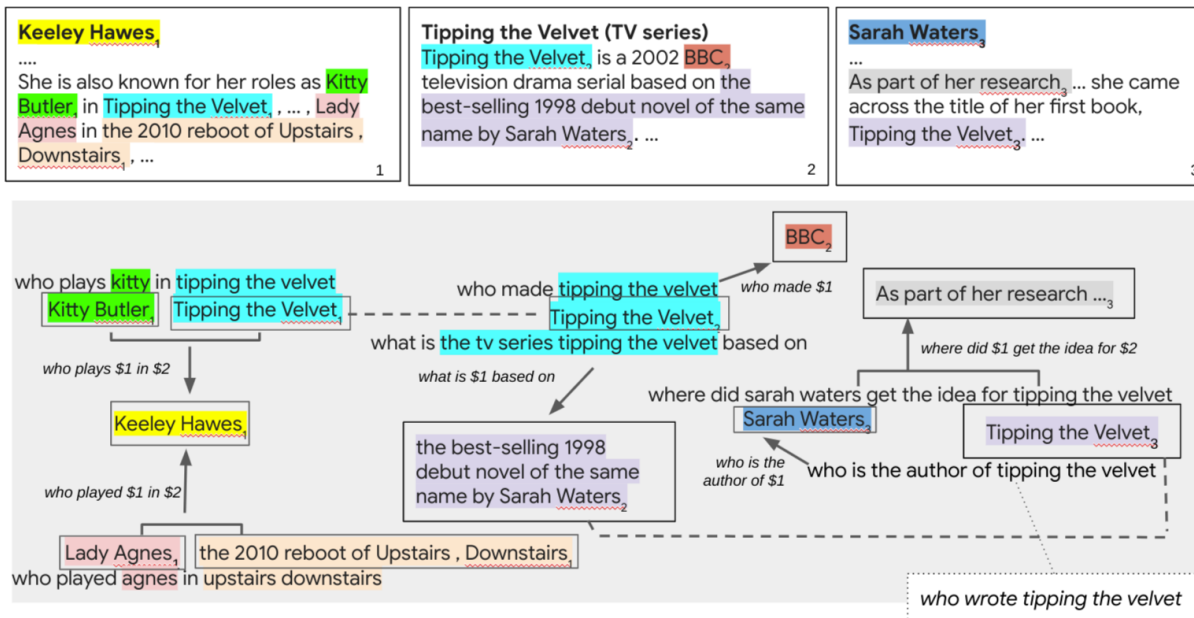 Keeley Hawes1
....
She is also known for her roles as Kitty
Butler1 in Tipping the Velvet1, ... , Lady
Agnes in the 2010 reboot of Upstairs ,
Downstairs1, ...
1
Tipping the Velvet (TV series)
Tipping the Velvet2 is a 2002 BBC2
television drama serial based on the
best-selling 1998 debut novel of the same
name by Sarah Waters2. ...
2
Sarah Waters3
...
As part of her research3 ... she came
across the title of her first book,
Tipping the Velvet3. ...
3
BBC2
who made $1
who plays kitty in tipping the velvet
Kitty Butler1 Tipping the Velvet1
who plays $1 in $2
Keeley Hawes1
who played $1 in $2
Lady Agnes1 the 2010 reboot of Upstairs , Downstairs1
who played agnes in upstairs downstairs
who made tipping the velvet
Tipping the Velvet2
what is the tv series tipping the velvet based on
what is $1 based on
the best-selling 1998
debut novel of the same
name by Sarah Waters2
As part of her research ...3
where did $1 get the idea for $2
where did sarah waters get the idea for tipping the velvet
Sarah Waters3
Tipping the Velvet3
who is the
author of $1
who is the author of tipping the velvet
who wrote tipping the velvet